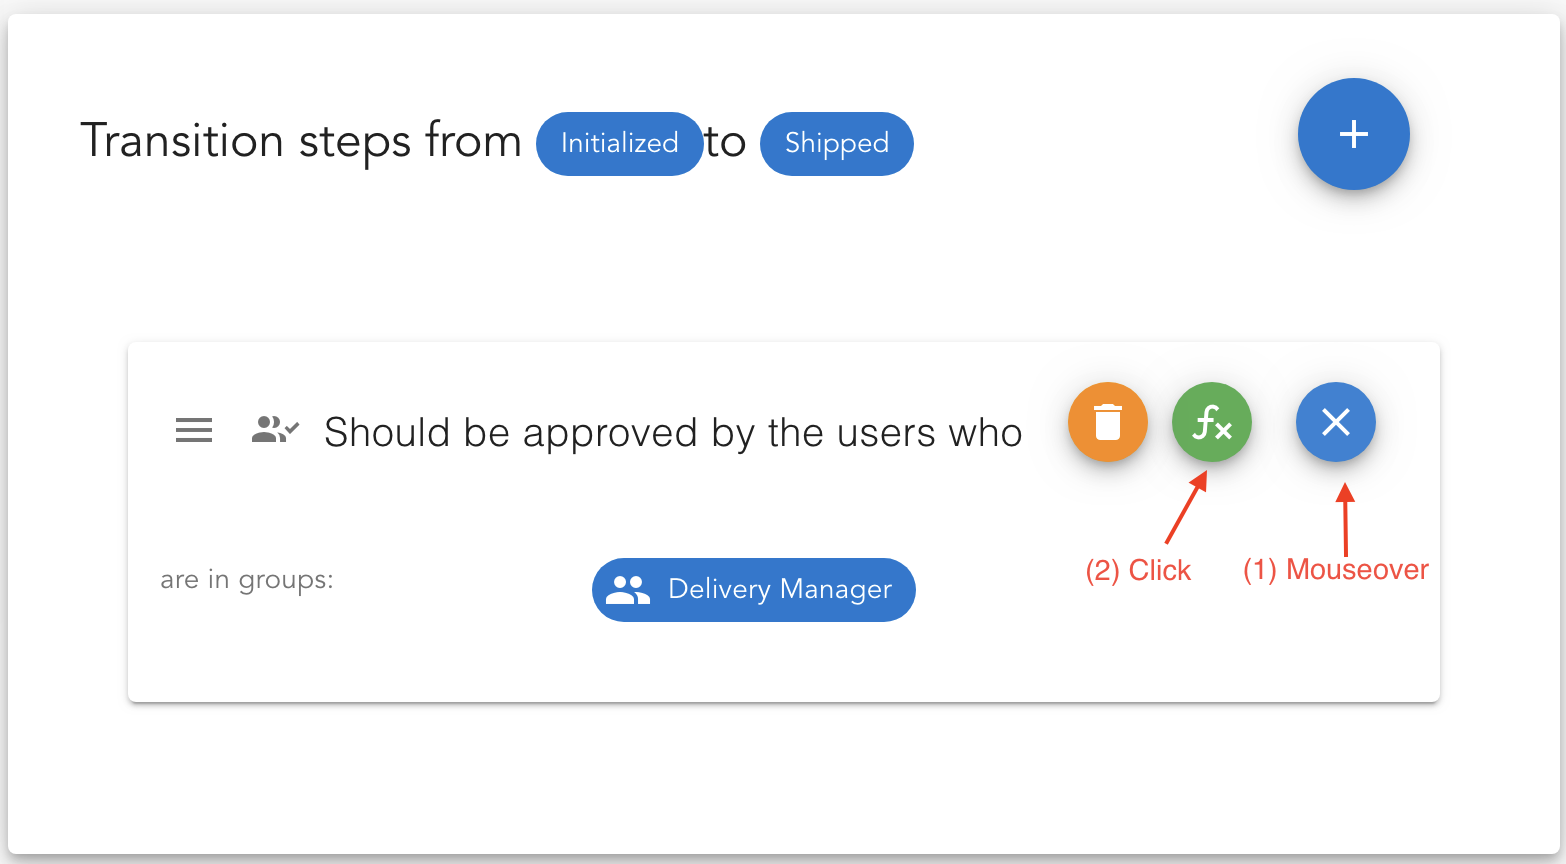 Transition steps from Initialized to Shipped
Should be approved by the users who
are in groups: Delivery Manager
(2) Click (1) Mouseover